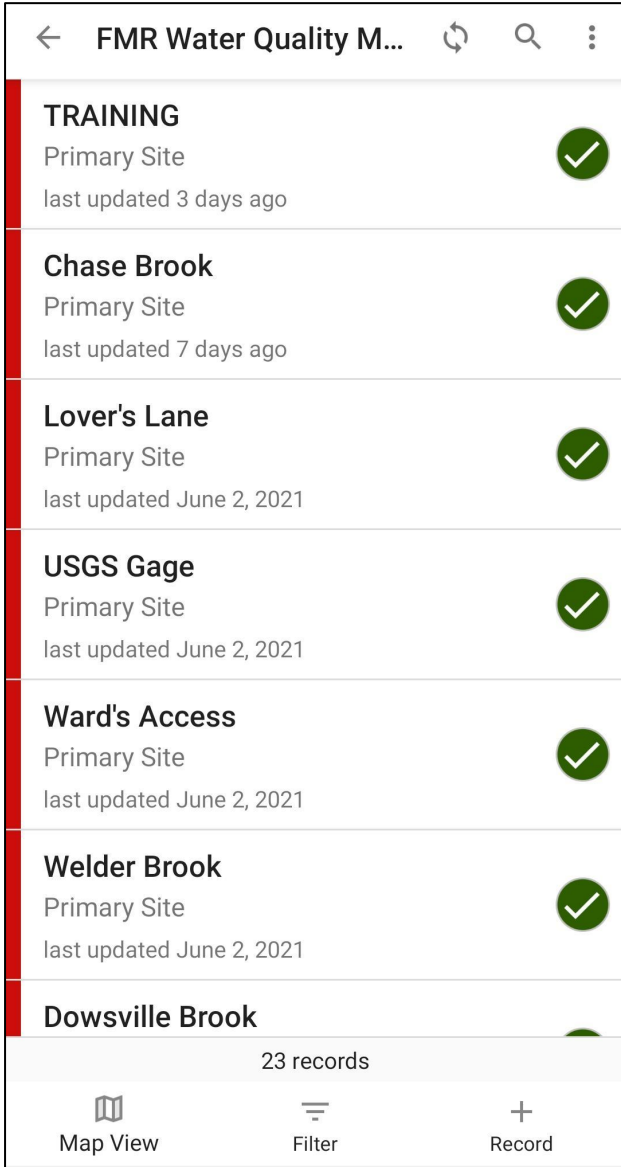 FMR Water Quality M...
TRAINING
Primary Site
last updated 3 days ago
Chase Brook
Primary Site
last updated 7 days ago
Lover's Lane
Primary Site
last updated June 2, 2021
USGS Gage
Primary Site
last updated June 2, 2021
Ward's Access
Primary Site
last updated June 2, 2021
Welder Brook
Primary Site
last updated June 2, 2021
Dowsville Brook
23 records
Map View
Filter
Record